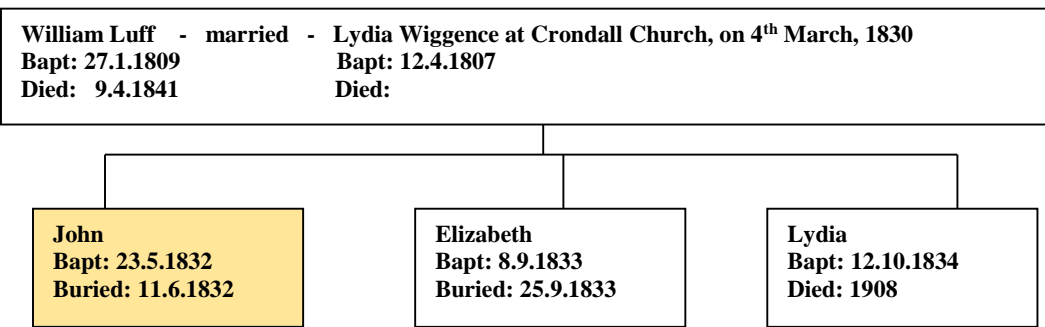 William Luff - married - Lydia Wiggence at Crondall Church, on 4th March, 1830
Bapt: 27.1.1809 Bapt: 12.4.1807
Died: 9.4.1841 Died:
John
Bapt: 23.5.1832
Buried: 11.6.1832
Elizabeth
Bapt: 8.9.1833
Buried: 25.9.1833
Lydia
Bapt: 12.10.1834
Died: 1908